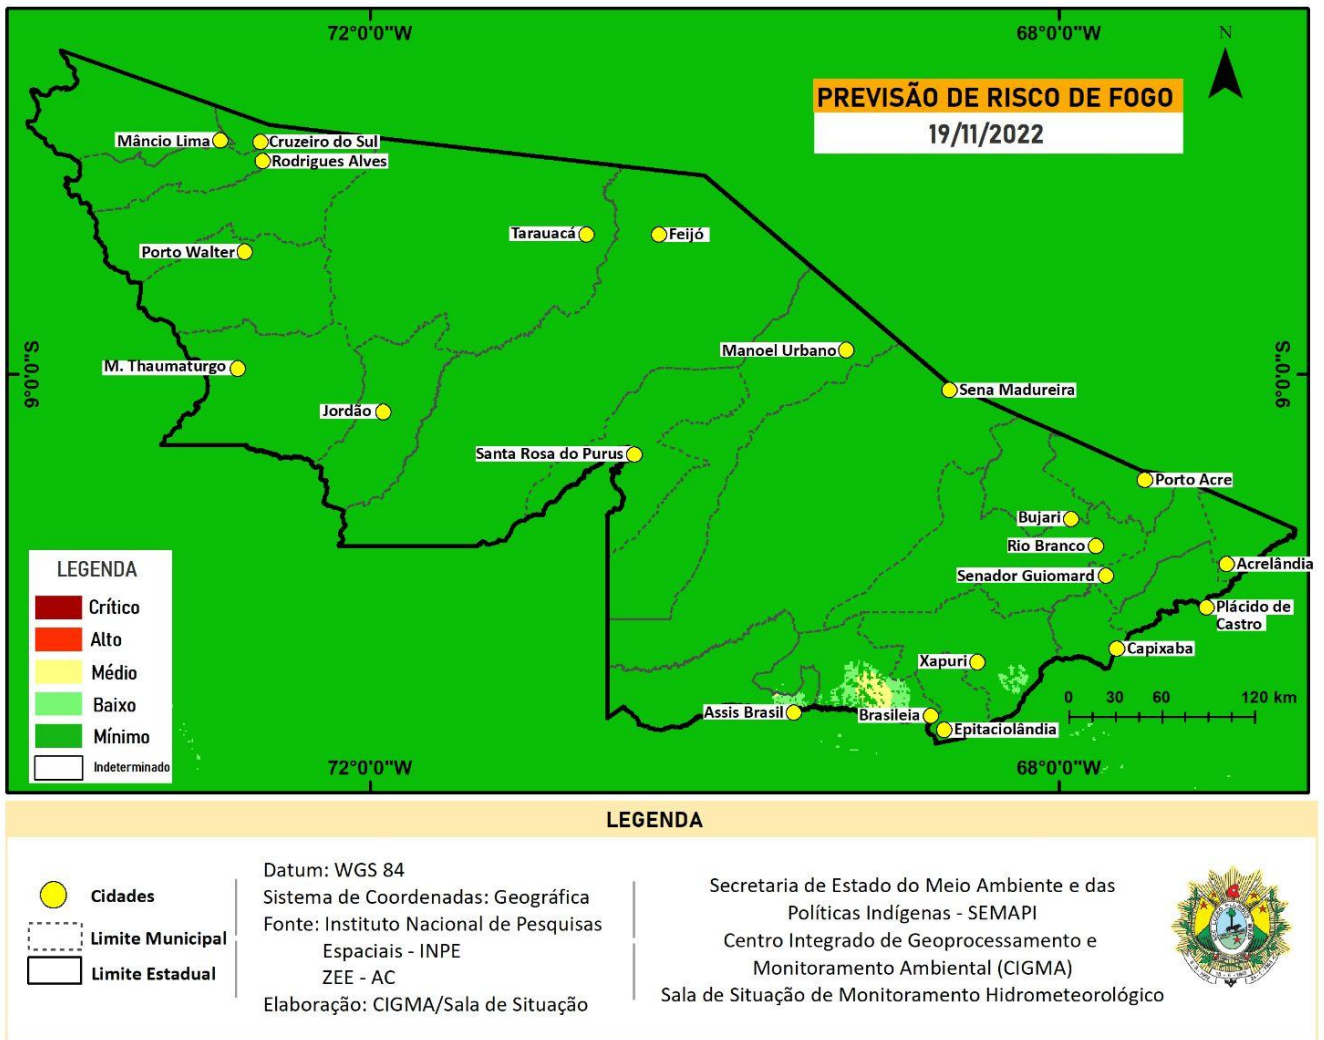 72°0'0"W
68°0'0"W
N
PREVISÃO DE RISCO DE FOGO
19/11/2022
Mâncio Lima
Cruzeiro do Sul
Rodrigues Alves
Tarauacá
Feijó
Porto Walter
Manoel Urbano
M. Thaumaturgo
9°0'0"S
9°0'0"S
Sena Madureira
Jordão
Santa Rosa do Purus
Porto Acre
Bujari
Rio Branco
Acrelândia
Senador Guiomard
Plácido de
Castro
Capixaba
Xapuri
Assis Brasil
Brasileia
Epitaciolândia
0 30 60 120 km
LEGENDA
Crítico
Alto
Médio
Baixo
Mínimo
Indeterminado
72°0'0"W
68°0'0"W
LEGENDA
Cidades
Limite Municipal
Limite Estadual
Datum: WGS 84
Sistema de Coordenadas: Geográfica
Fonte: Instituto Nacional de Pesquisas
Espaciais - INPE
ZEE - AC
Elaboração: CIGMA/Sala de Situação
Secretaria de Estado do Meio Ambiente e das
Políticas Indígenas - SEMAPI
Centro Integrado de Geoprocessamento e
Monitoramento Ambiental (CIGMA)
Sala de Situação de Monitoramento Hidrometeorológico